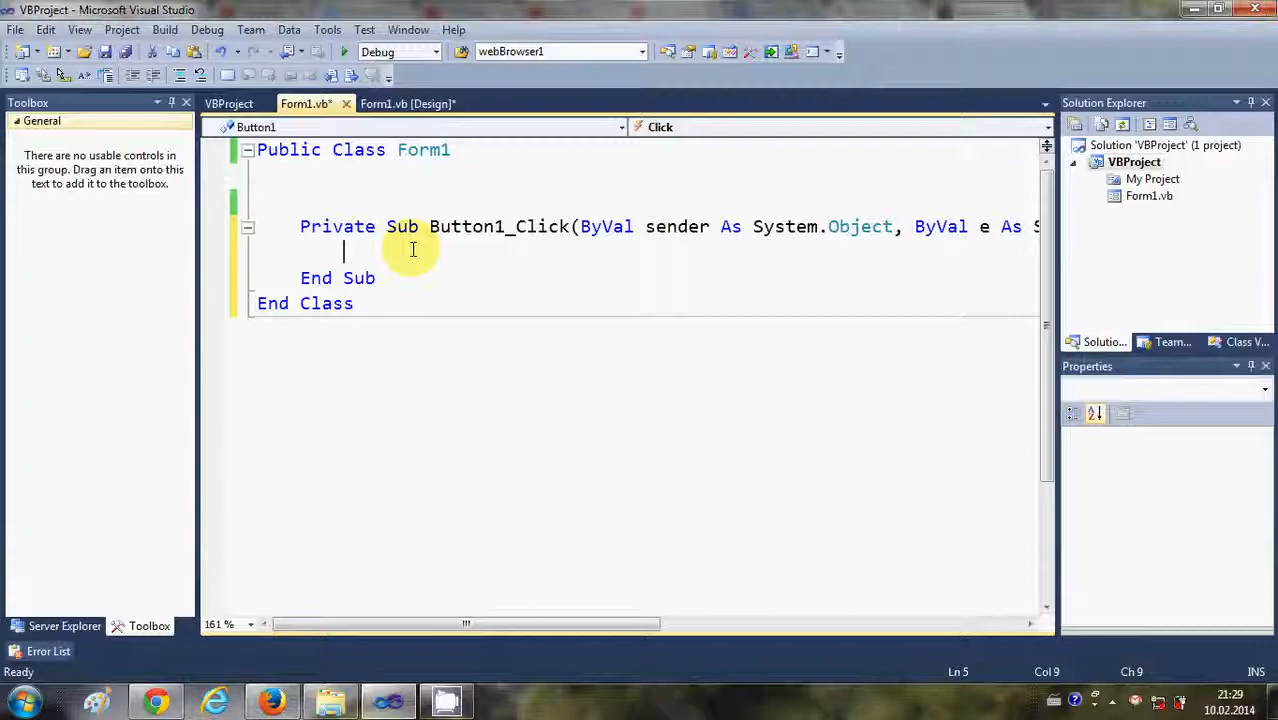 VBProject - Microsoft Visual Studio
File Edit View Project Build Debug Team Data Tools Test Window Help
Debug webBrowser1
Toolbox
General
There are no usable controls in
this group. Drag an item onto this
text to add it to the toolbox.
Server Explorer Toolbox
VBProject Form1.vb* Form1.vb [Design]*
Button1 Click
Public Class Form1
Private Sub Button1_Click(ByVal sender As System.Object, ByVal e As S
End Sub
End Class
161 %
Solution Explorer
Solution 'VBProject' (1 project)
VBProject
My Project
Form1.vb
Solutio... Team... Class V...
Properties
Error List
Ready Ln 5 Col 9 Ch 9 INS
21:29
10.02.2014